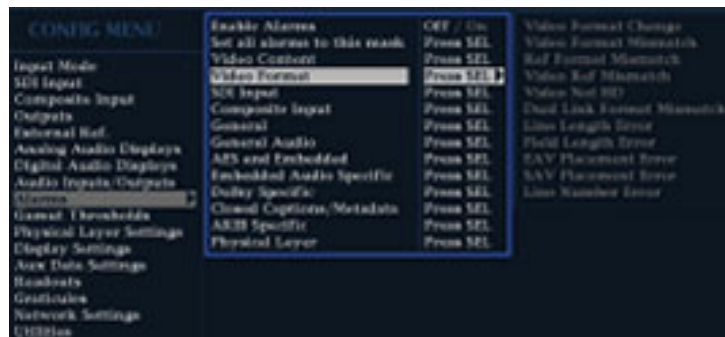 CONFIG MENU
Input Mode
SDI Input
Composite Input
Outputs
External Ref.
Analog Audio Displays
Digital Audio Displays
Audio Inputs/Outputs
Alarms
Gamut Thresholds
Physical Layer Settings
Display Settings
Aux Data Settings
Readouts
Graticules
Network Settings
Utilities
Enable Alarms OFF / On
Set all alarms to this mask Press SEL
Video Content Press SEL
Video Format Press SEL
SDI Input Press SEL
Composite Input Press SEL
General Press SEL
General Audio Press SEL
AES and Embedded Press SEL
Embedded Audio Specific Press SEL
Dolby Specific Press SEL
Closed Captions/Metadata Press SEL
ARIB Specific Press SEL
Physical Layer Press SEL
Video Format Change
Video Format Mismatch
Ref Format Mismatch
Video Ref Mismatch
Video Not HD
Dual Link Format Mismatch
Line Length Error
Field Length Error
EAV Placement Error
SAV Placement Error
Line Number Error